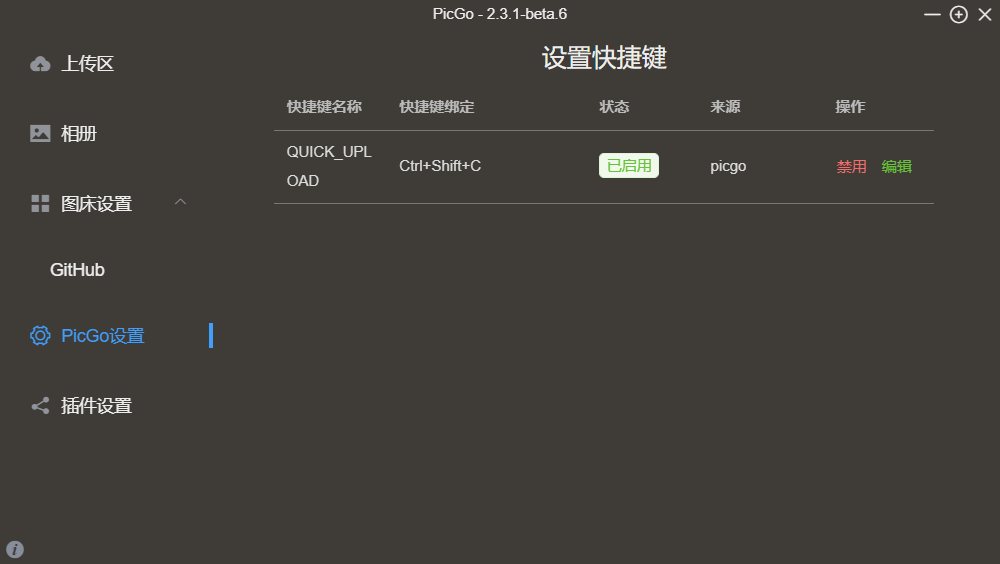 PicGo - 2.3.1-beta.6
上传区
相册
图床设置
GitHub
PicGo设置
插件设置
设置快捷键
快捷键名称 快捷键绑定 状态 来源 操作
QUICK_UPL
OAD
Ctrl+Shift+C
已启用
picgo
禁用 编辑